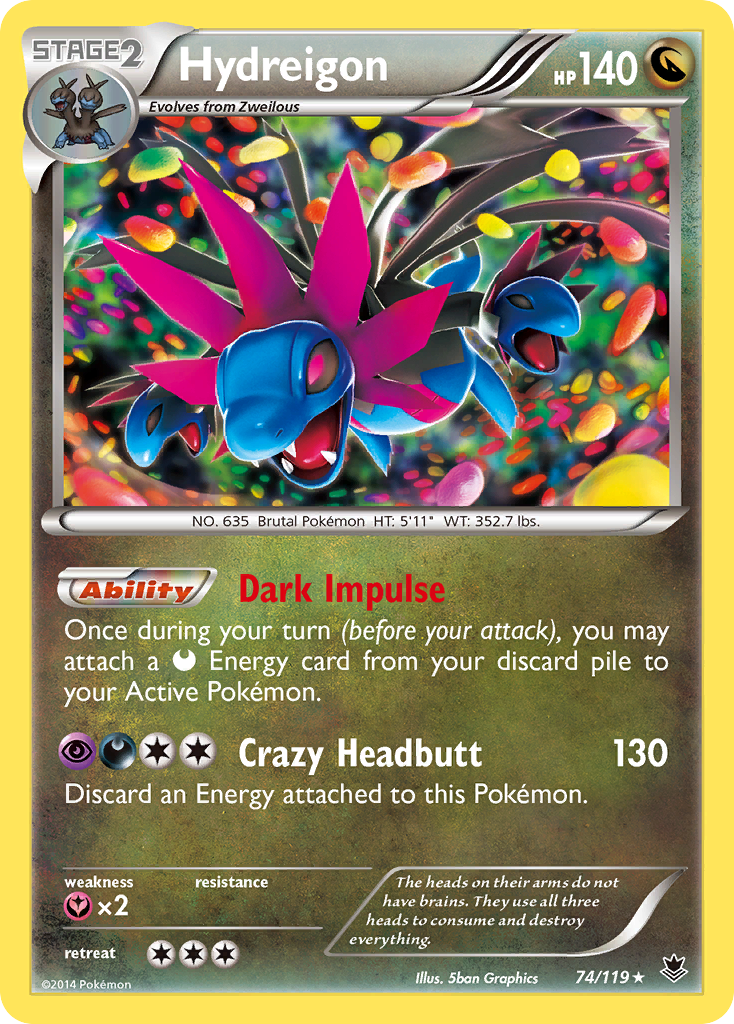 STAGE2
Hydreigon
HP140
Evolves from Zweilous
NO. 635 Brutal Pokémon HT: 5'11" WT: 352.7 lbs.
Ability Dark Impulse
Once during your turn (before your attack), you may
attach a Energy card from your discard pile to
your Active Pokémon.
Crazy Headbutt 130
Discard an Energy attached to this Pokémon.
weakness resistance
×2
retreat
The heads on their arms do not
have brains. They use all three
heads to consume and destroy
everything.
©2014 Pokémon
Illus. 5ban Graphics 74/119★